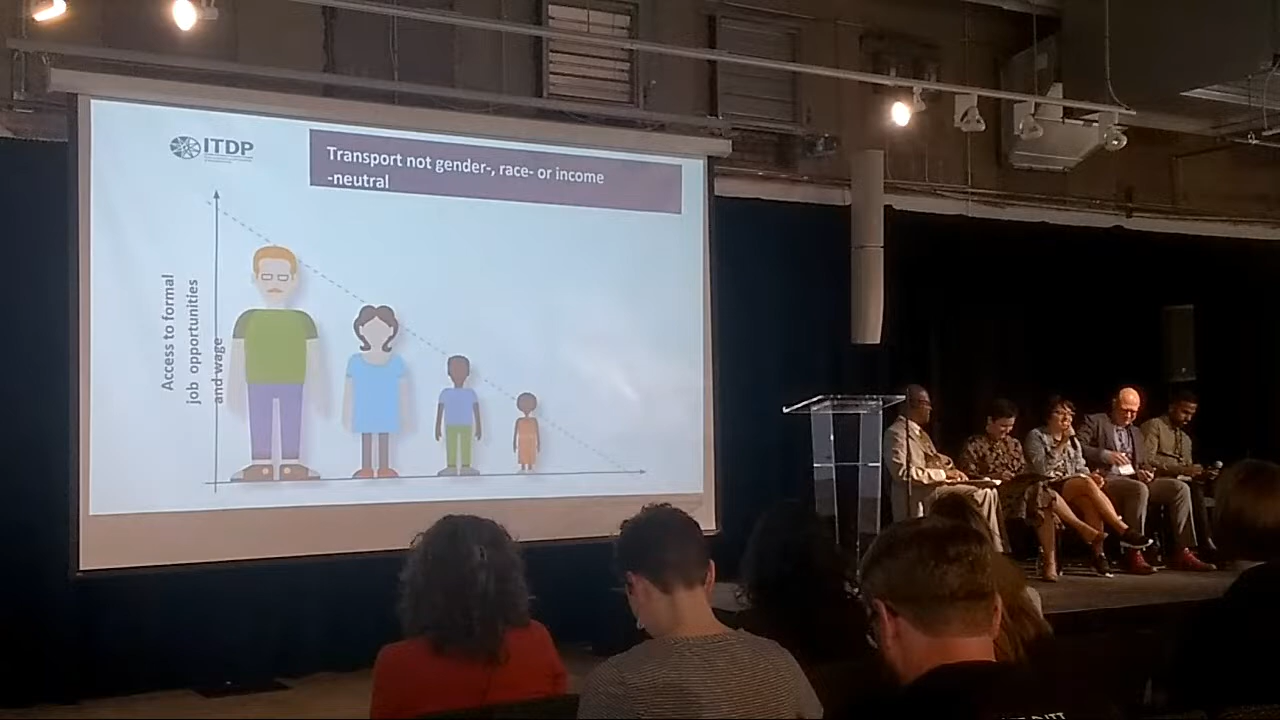 ITDP
Transport not gender-, race- or income
-neutral
Access to formal
job opportunities
and wage